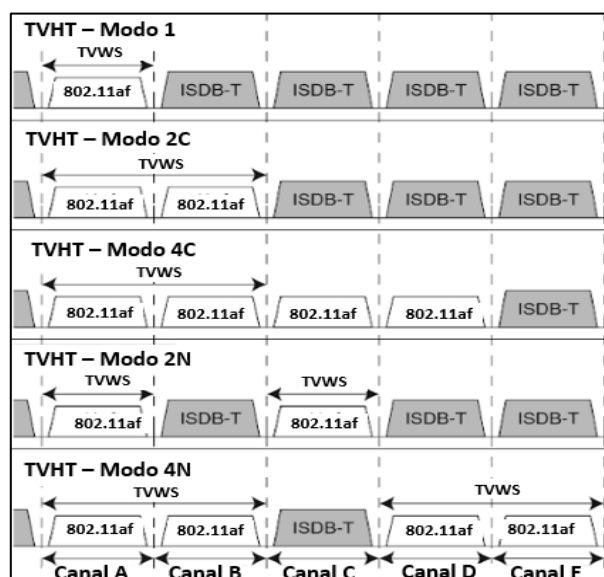 TVHT – Modo 1
TVWS
802.11af ISDB-T ISDB-T ISDB-T ISDB-T
TVHT – Modo 2C
TVWS
802.11af 802.11af ISDB-T ISDB-T ISDB-T
TVHT – Modo 4C
TVWS
802.11af 802.11af 802.11af 802.11af ISDB-T
TVHT – Modo 2N
TVWS TVWS
802.11af ISDB-T 802.11af ISDB-T ISDB-T
TVHT – Modo 4N
TVWS TVWS
802.11af 802.11af ISDB-T 802.11af 802.11af
Canal A Canal B Canal C Canal D Canal E